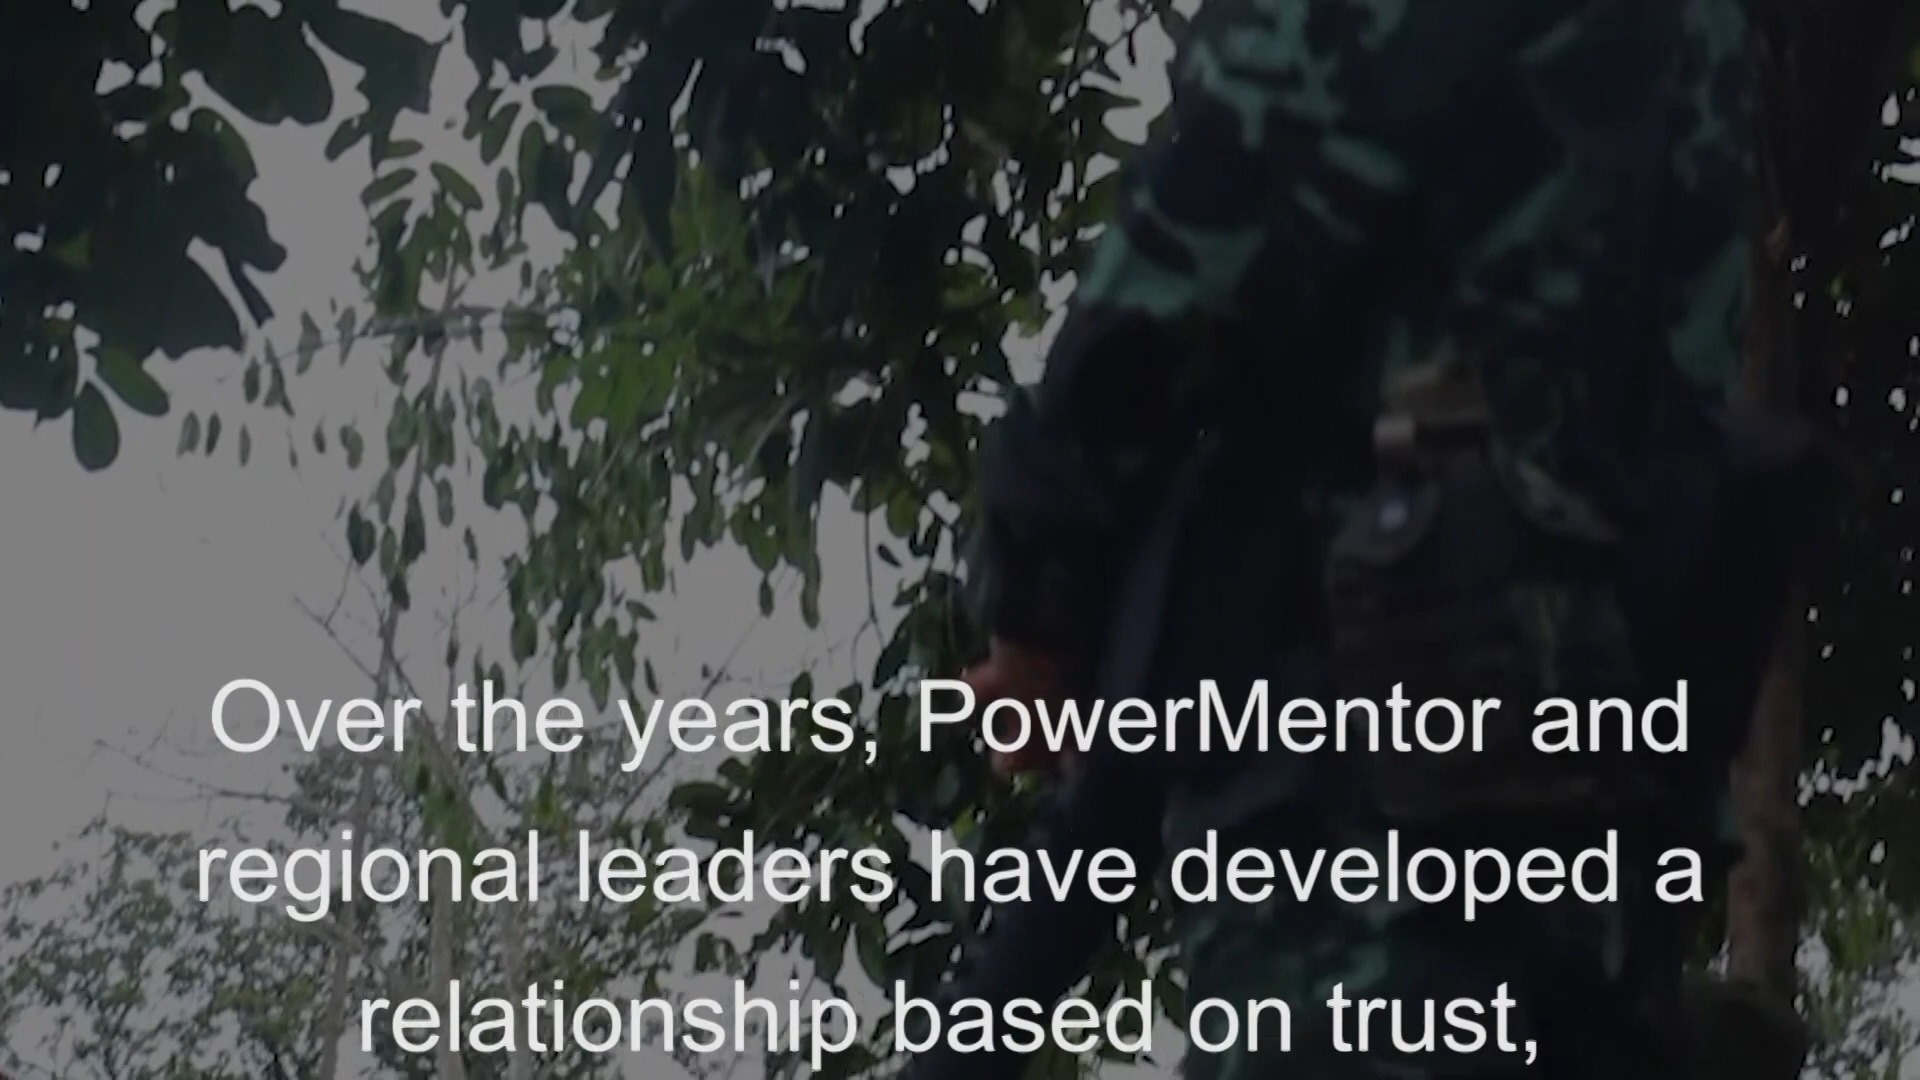 Over the years, PowerMentor and
regional leaders have developed a
relationship based on trust,